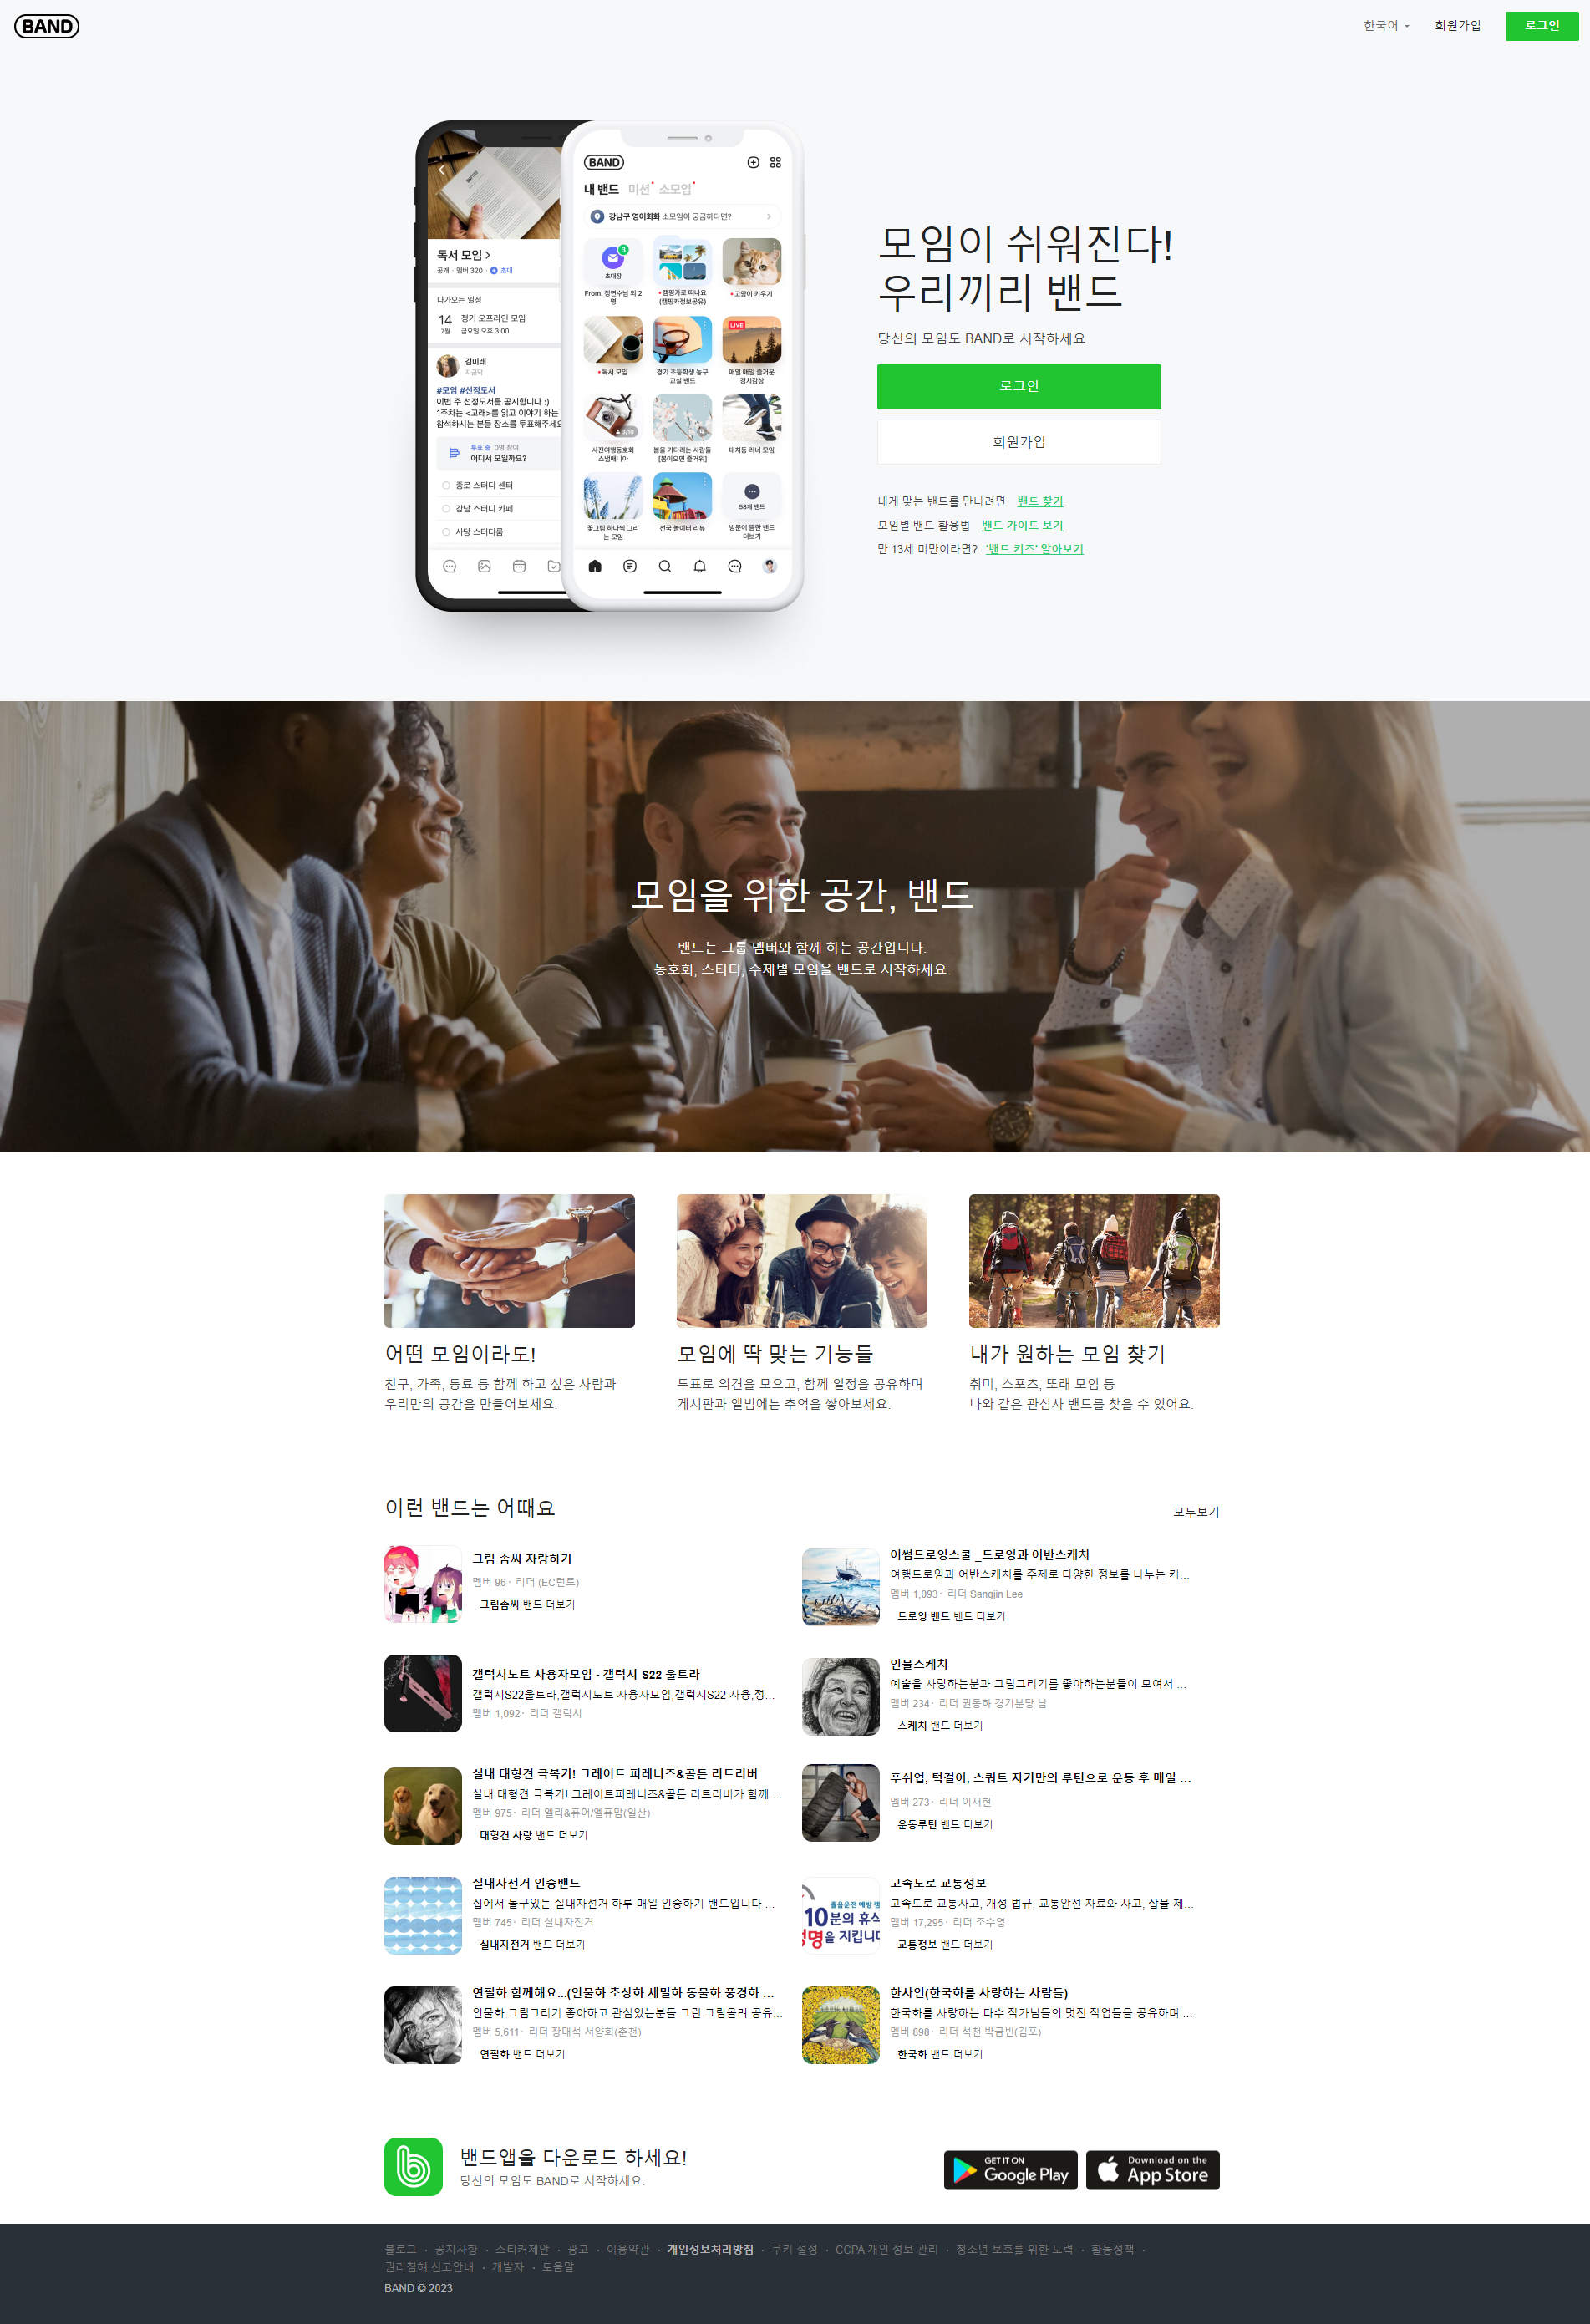 BAND
한국어
회원가입
로그인
독서 모임
공개 · 멤버 320 · 초대
다가오는 일정
14
7월
정기 오프라인 모임
금요일 오후 3:00
김미래
지금막
#모임 #선정도서
이번 주 선정도서를 공지합니다 :)
1주차는 <고래>를 읽고 이야기 하는
참석하시는 분들 장소를 투표해주세요
투표 중 0명 참여
어디서 모일까요?
종로 스터디 센터
강남 스터디 카페
사당 스터디룸
BAND
내 밴드 미션 소모임
강남구 영어회화 소모임이 궁금하다면?
3
초대장
From. 정연수님 외 2
명
캠핑카로 떠나요
(캠핑카정보공유)
고양이 키우기
독서 모임
경기 초등학생 농구
교실 밴드
LIVE
매일 매일 즐거운
경치감상
3/10
사진여행동호회
스냅매니아
봄을 기다리는 사람들
[봄이오면 즐거워]
대치동 러너 모임
꽃그림 하나씩 그리
는 모임
전국 놀이터 리뷰
58개 밴드
방문이 뜸한 밴드
더보기
모임이 쉬워진다!
우리끼리 밴드
당신의 모임도 BAND로 시작하세요.
로그인
회원가입
내게 맞는 밴드를 만나려면 밴드 찾기
모임별 밴드 활용법 밴드 가이드 보기
만 13세 미만이라면? '밴드 키즈' 알아보기
모임을 위한 공간, 밴드
밴드는 그룹 멤버와 함께 하는 공간입니다.
동호회, 스터디, 주제별 모임을 밴드로 시작하세요.
어떤 모임이라도!
친구, 가족, 동료 등 함께 하고 싶은 사람과
우리만의 공간을 만들어보세요.
모임에 딱 맞는 기능들
투표로 의견을 모으고, 함께 일정을 공유하며
게시판과 앨범에는 추억을 쌓아보세요.
내가 원하는 모임 찾기
취미, 스포츠, 또래 모임 등
나와 같은 관심사 밴드를 찾을 수 있어요.
이런 밴드는 어때요
모두보기
그림 솜씨 자랑하기
멤버 96 · 리더 (EC런트)
그림솜씨 밴드 더보기
어썸드로잉스쿨 _드로잉과 어반스케치
여행드로잉과 어반스케치를 주제로 다양한 정보를 나누는 커...
멤버 1,093 · 리더 Sangjin Lee
드로잉 밴드 밴드 더보기
갤럭시노트 사용자모임 - 갤럭시 S22 울트라
갤럭시S22울트라,갤럭시노트 사용자모임,갤럭시S22 사용,정...
멤버 1,092 · 리더 갤럭시
인물스케치
예술을 사랑하는분과 그림그리기를 좋아하는분들이 모여서 ...
멤버 234 · 리더 권동하 경기분당 남
스케치 밴드 더보기
실내 대형견 극복기! 그레이트 피레니즈&골든 리트리버
실내 대형견 극복기! 그레이트피레니즈&골든 리트리버가 함께 ...
멤버 975 · 리더 엘리&퓨어/엘퓨맘(일산)
대형견 사랑 밴드 더보기
푸쉬업, 턱걸이, 스쿼트 자기만의 루틴으로 운동 후 매일 ...
멤버 273 · 리더 이재현
운동루틴 밴드 더보기
실내자전거 인증밴드
집에서 놀구있는 실내자전거 하루 매일 인증하기 밴드입니다 ...
멤버 745 · 리더 실내자전거
실내자전거 밴드 더보기
졸음운전 예방 캠
10분의 휴식
명을 지킵니다
고속도로 교통정보
고속도로 교통사고, 개정 법규, 교통안전 자료와 사고, 잡물 제...
멤버 17,295 · 리더 조수영
교통정보 밴드 더보기
연필화 함께해요...(인물화 초상화 세밀화 동물화 풍경화 ...
인물화 그림그리기 좋아하고 관심있는분들 그린 그림올려 공유...
멤버 5,611 · 리더 장대석 서양화(춘천)
연필화 밴드 더보기
한사인(한국화를 사랑하는 사람들)
한국화를 사랑하는 다수 작가님들의 멋진 작업들을 공유하며 ...
멤버 898 · 리더 석천 박금빈(김포)
한국화 밴드 더보기
밴드앱을 다운로드 하세요!
당신의 모임도 BAND로 시작하세요.
GET IT ON
Google Play
Download on the
App Store
블로그 · 공지사항 · 스티커제안 · 광고 · 이용약관 · 개인정보처리방침 · 쿠키 설정 · CCPA 개인 정보 관리 · 청소년 보호를 위한 노력 · 활동정책 ·
권리침해 신고안내 · 개발자 · 도움말
BAND © 2023